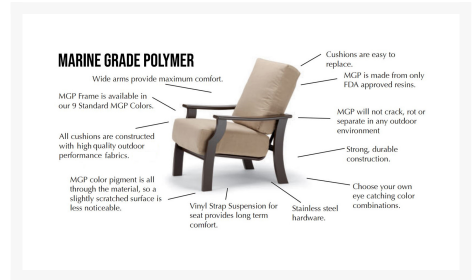 MARINE GRADE POLYMER
Wide arms provide maximum comfort.
MGP Frame is available in
our 9 Standard MGP Colors.
All cushions are constructed
with high quality outdoor
performance fabrics.
MGP color pigment is all
through the material, so a
slightly scratched surface is
less noticeable.
Vinyl Strap Suspension for
seat provides long term
comfort.
Stainless steel
hardware.
Cushions are easy to
replace.
MGP is made from only
FDA approved resins.
MGP will not crack, rot or
separate in any outdoor
environment
Strong, durable
construction.
Choose your own
eye catching color
combinations.